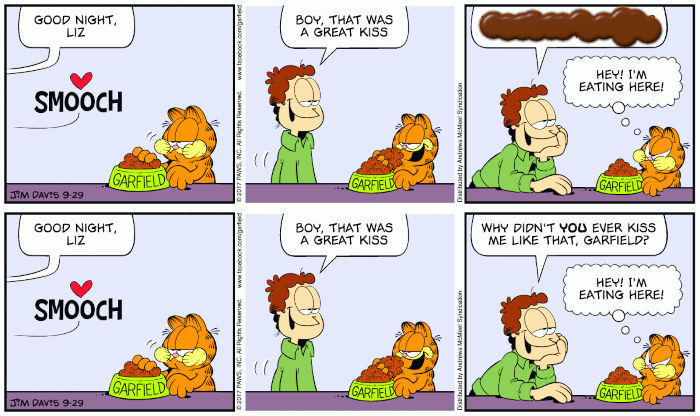 GOOD NIGHT,
LIZ
SMOOCH
GARFIELD
JIM DAVIS 9-29
© 2017 PAWS, INC. All Rights Reserved.
www.facebook.com/garfield
BOY, THAT WAS
A GREAT KISS
GARFIELD
Distributed by Andrews McMeel Syndication
HEY! I'M
EATING HERE!
GARFIELD
GOOD NIGHT,
LIZ
SMOOCH
GARFIELD
JIM DAVIS 9-29
© 2017 PAWS, INC. All Rights Reserved.
www.facebook.com/garfield
BOY, THAT WAS
A GREAT KISS
GARFIELD
Distributed by Andrews McMeel Syndication
WHY DIDN'T YOU EVER KISS
ME LIKE THAT, GARFIELD?
HEY! I'M
EATING HERE!
GARFIELD